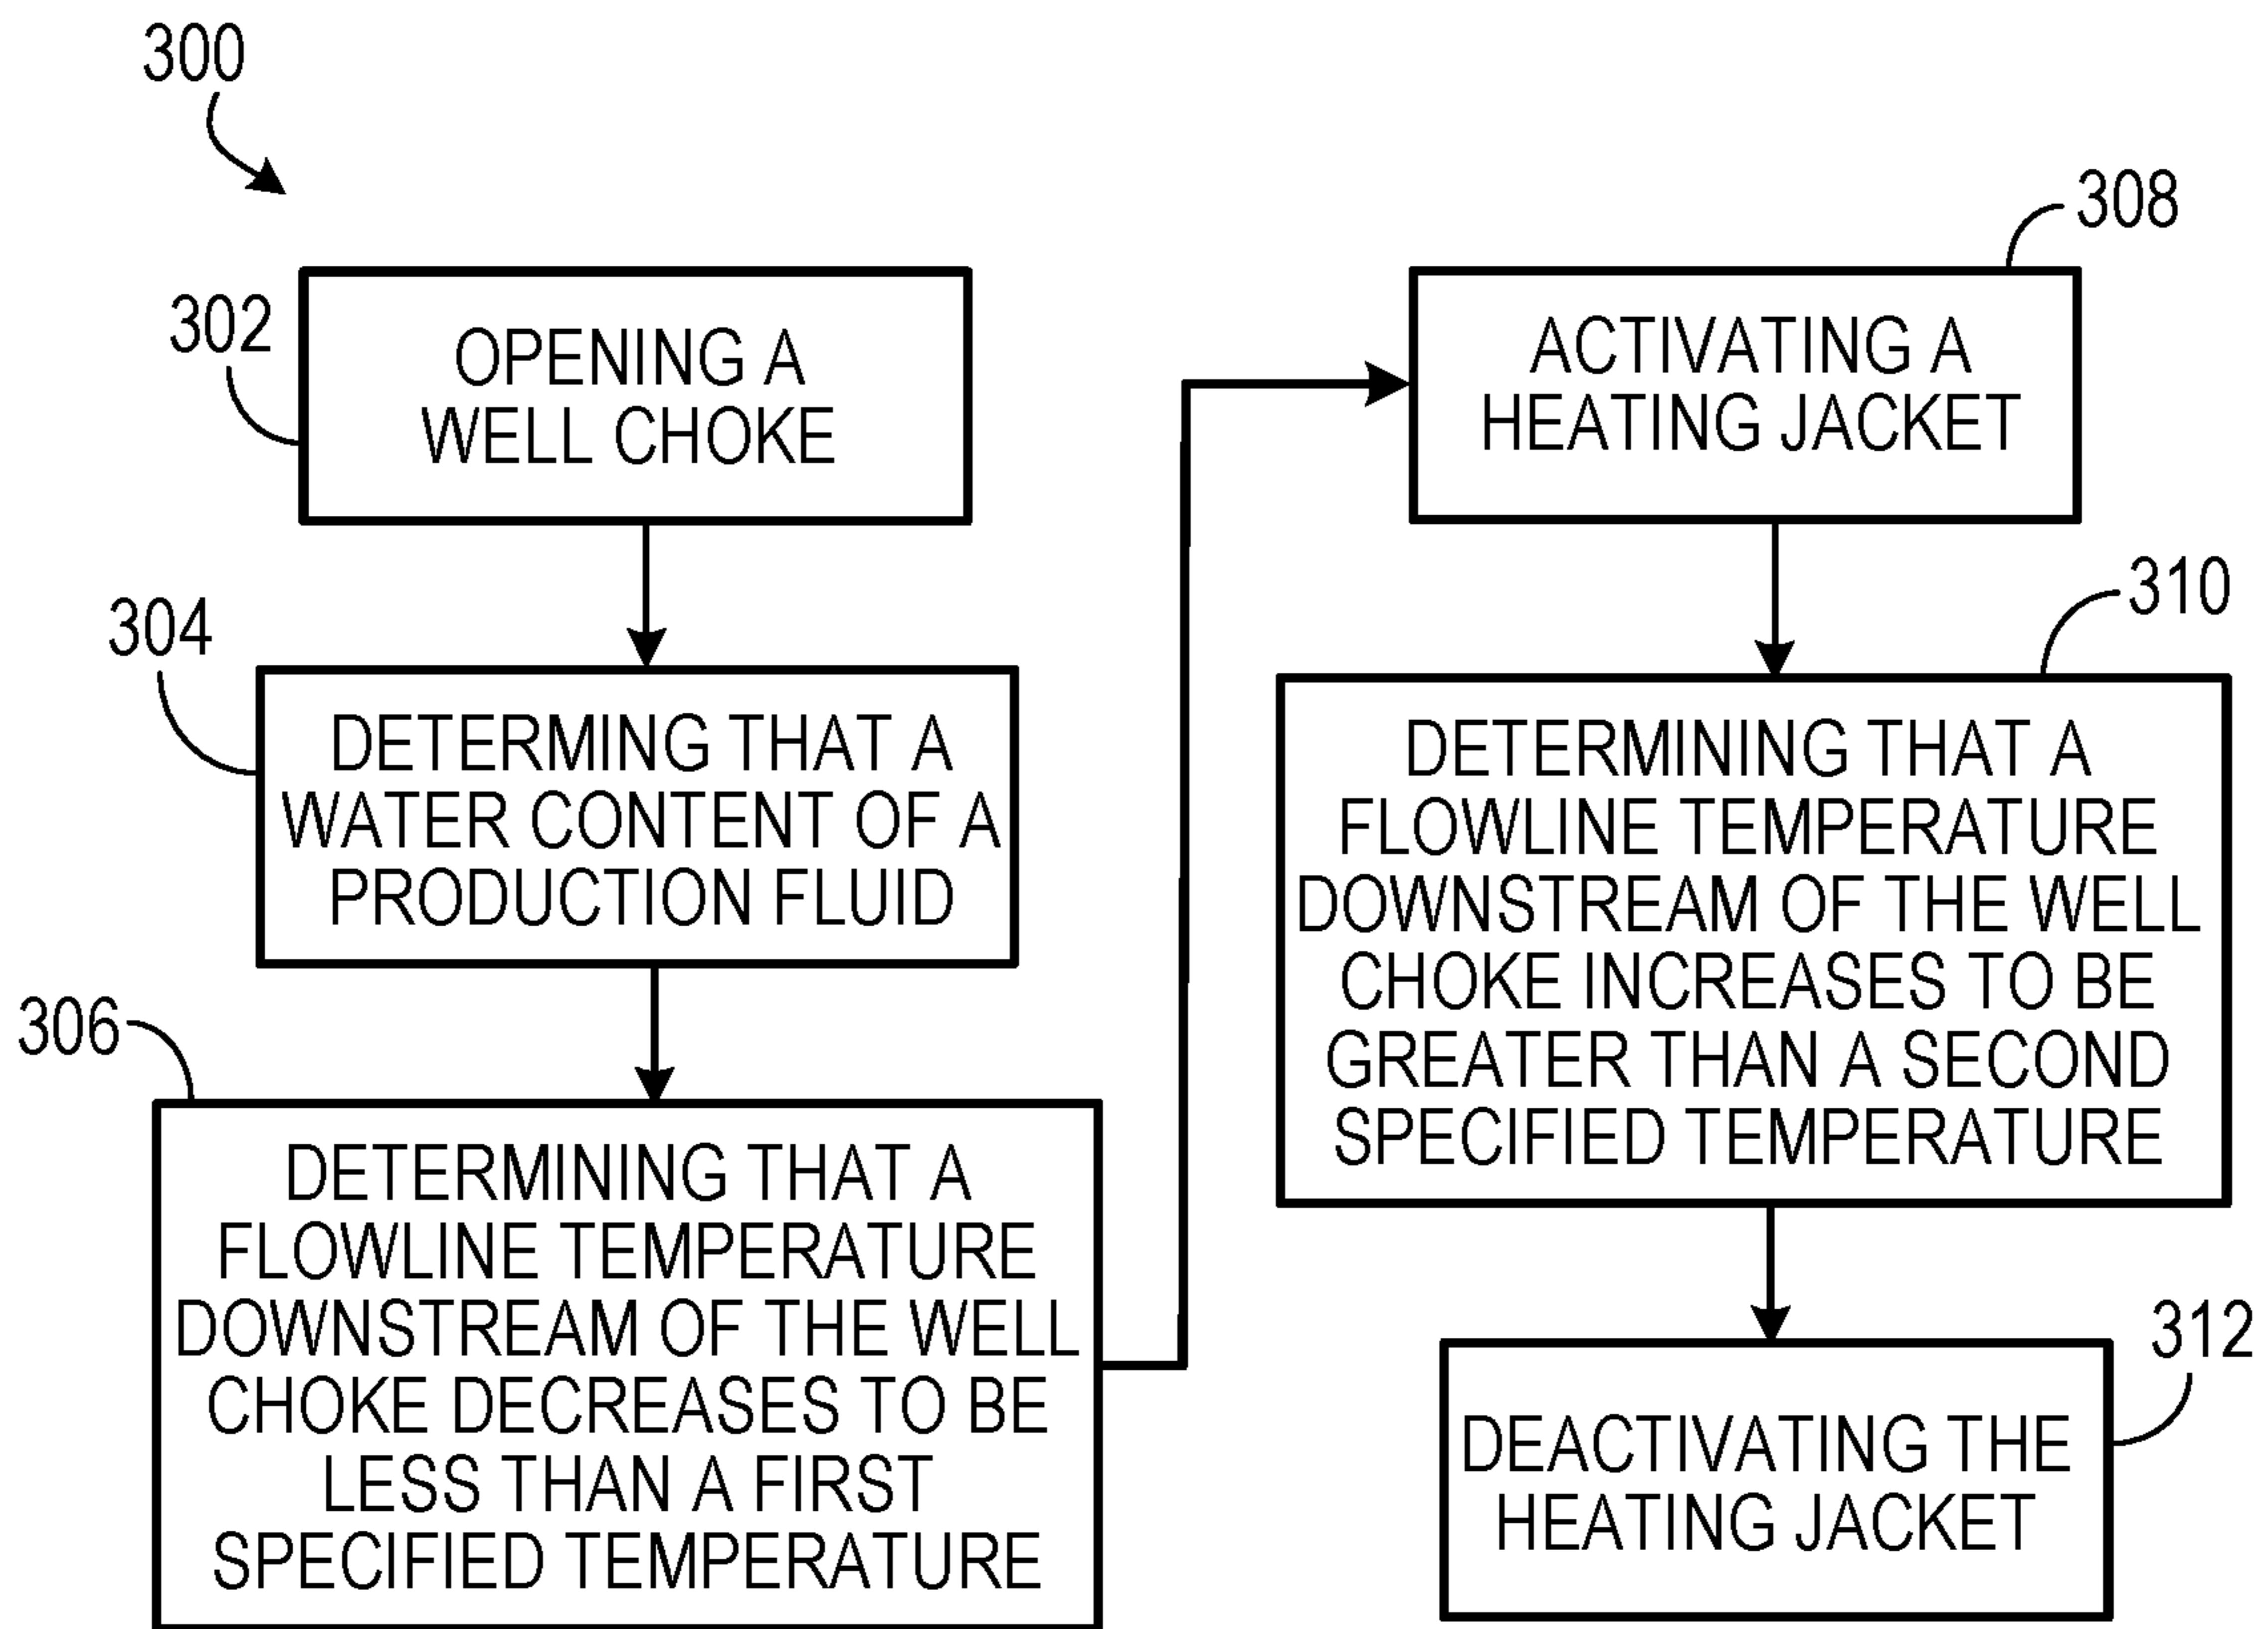 300
302
OPENING A
WELL CHOKE
304
DETERMING THAT A
WATER CONTENT OF A
PRODUCTION FLUID
306
DETERMINING THAT A
FLOWLINE TEMPERATURE
DOWNSTREAM OF THE WELL
CHOKE DECREASES TO BE
LESS THAN A FIRST
SPECIFIED TEMPERATURE
308
ACTIVATING A
HEATING JACKET
310
DETERMINING THAT A
FLOWLINE TEMPERATURE
DOWNSTREAM OF THE WELL
CHOKE INCREASES TO BE
GREATER THAN A SECOND
SPECIFIED TEMPERATURE
312
DEACTIVATING THE
HEATING JACKET